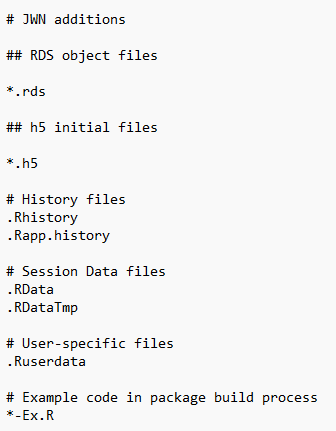 # JWN additions
## RDS object files
*.rds
## h5 initial files
*.h5
# History files
.Rhistory
.Rapp.history
# Session Data files
.RData
.RDataTmp
# User-specific files
.Ruserdata
# Example code in package build process
*-Ex.R